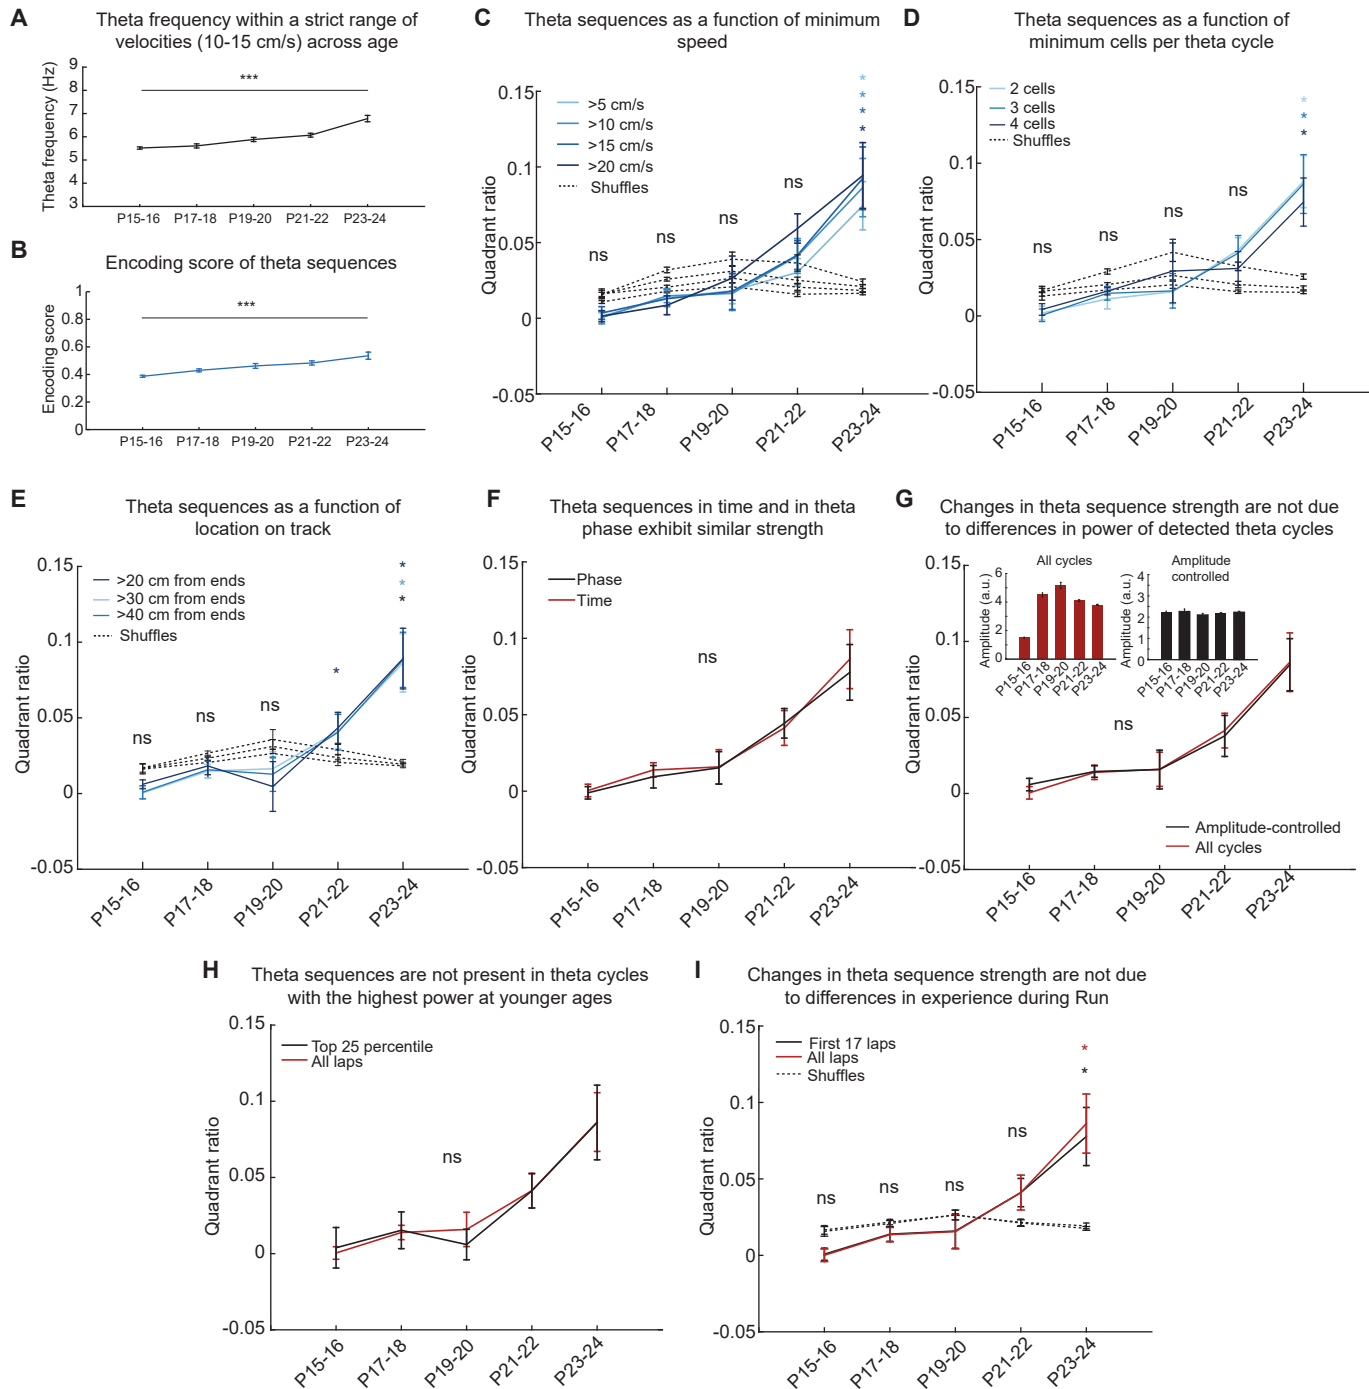 A
Theta frequency within a strict range of
velocities (10-15 cm/s) across age
Theta frequency (Hz)
9
8
7
6
5
4
3
***
P15-16 P17-18 P19-20 P21-22 P23-24
B
Encoding score of theta sequences
Encoding score
1
0.8
0.6
0.4
0.2
0
***
P15-16 P17-18 P19-20 P21-22 P23-24
C
Theta sequences as a function of minimum
speed
Quadrant ratio
0.15
0.1
0.05
0
-0.05
>5 cm/s
>10 cm/s
>15 cm/s
>20 cm/s
Shuffles
ns
ns
ns
ns
*
*
*
*
P15-16 P17-18 P19-20 P21-22 P23-24
D
Theta sequences as a function of
minimum cells per theta cycle
Quadrant ratio
0.15
0.1
0.05
0
-0.05
2 cells
3 cells
4 cells
Shuffles
ns
ns
ns
ns
*
*
*
P15-16 P17-18 P19-20 P21-22 P23-24
E
Theta sequences as a function of
location on track
Quadrant ratio
0.15
0.1
0.05
0
-0.05
>20 cm from ends
>30 cm from ends
>40 cm from ends
Shuffles
ns
ns
ns
*
*
*
*
P15-16 P17-18 P19-20 P21-22 P23-24
F
Theta sequences in time and in theta
phase exhibit similar strength
Quadrant ratio
0.15
0.1
0.05
0
-0.05
Phase
Time
ns
P15-16 P17-18 P19-20 P21-22 P23-24
G
Changes in theta sequence strength are not due
to differences in power of detected theta cycles
Quadrant ratio
0.15
0.1
0.05
0
-0.05
All cycles
Amplitude (a.u.)
6
4
2
0
P15-16 P17-18 P19-20 P21-22 P23-24
Amplitude
controlled
Amplitude (a.u.)
4
3
2
2
1
0
P15-16 P17-18 P19-20 P21-22 P23-24
ns
Amplitude-controlled
All cycles
P15-16 P17-18 P19-20 P21-22 P23-24
H
Theta sequences are not present in theta cycles
with the highest power at younger ages
Quadrant ratio
0.15
0.1
0.05
0
-0.05
Top 25 percentile
All laps
ns
P15-16 P17-18 P19-20 P21-22 P23-24
I
Changes in theta sequence strength are not due
to differences in experience during Run
Quadrant ratio
0.15
0.1
0.05
0
-0.05
First 17 laps
All laps
Shuffles
ns
ns
ns
ns
*
*
P15-16 P17-18 P19-20 P21-22 P23-24